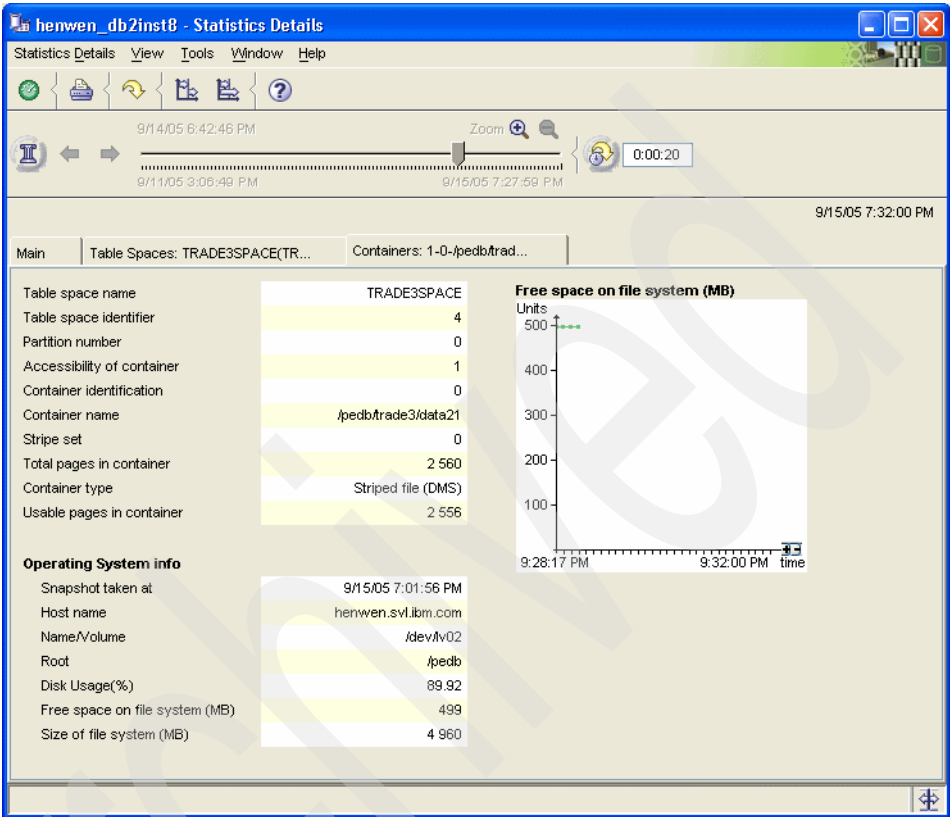 henwen_db2inst8 - Statistics Details
Statistics Details View Tools Window Help
9/14/05 6:42:46 PM Zoom
0:00:20
9/11/05 3:06:49 PM 9/15/05 7:27:59 PM
9/15/05 7:32:00 PM
Main Table Spaces: TRADE3SPACE(TR... Containers: 1-0-/pedb/trad...
Table space name TRADE3SPACE
Table space identifier 4
Partition number 0
Accessibility of container 1
Container identification 0
Container name /pedb/trade3/data21
Stripe set 0
Total pages in container 2 560
Container type Striped file (DMS)
Usable pages in container 2 556
Operating System info
Snapshot taken at 9/15/05 7:01:56 PM
Host name henwen.svl.ibm.com
Name/Volume /dev/lv02
Root /pedb
Disk Usage(%) 89.92
Free space on file system (MB) 499
Size of file system (MB) 4 960
Free space on file system (MB)
Units
500
400
300
200
100
9:28:17 PM 9:32:00 PM time
Archived